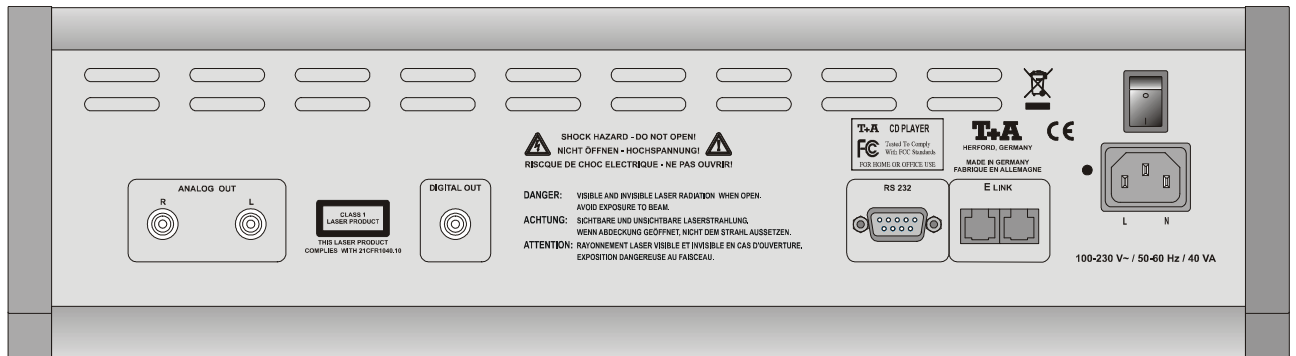 SHOCK HAZARD - DO NOT OPEN!
NICHT ÖFFNEN - HOCHSPANNUNG!
RISCQUE DE CHOC ELECTRIQUE - NE PAS OUVRIR!
T+A CD PLAYER
FC Tested To Comply
With FCC Standards
FOR HOME OR OFFICE USE
T+A CE
HERFORD, GERMANY
MADE IN GERMANY
FABRIQUE EN ALLEMAGNE
ANALOG OUT
R L
CLASS 1
LASER PRODUCT
THIS LASER PRODUCT
COMPLIES WITH 21CFR1040.10
DIGITAL OUT
DANGER: VISIBLE AND INVISIBLE LASER RADIATION WHEN OPEN.
AVOID EXPOSURE TO BEAM.
ACHTUNG: SICHTBARE UND UNSICHTBARE LASERSTRAHLUNG,
WENN ABDECKUNG GEÖFFNET, NICHT DEM STRAHL AUSSETZEN.
ATTENTION: RAYONNEMENT LASER VISIBLE ET INVISIBLE EN CAS D'OUVERTURE,
EXPOSITION DANGEREUSE AU FAISCEAU.
RS 232
E LINK
L N
100-230 V~ / 50-60 Hz / 40 VA